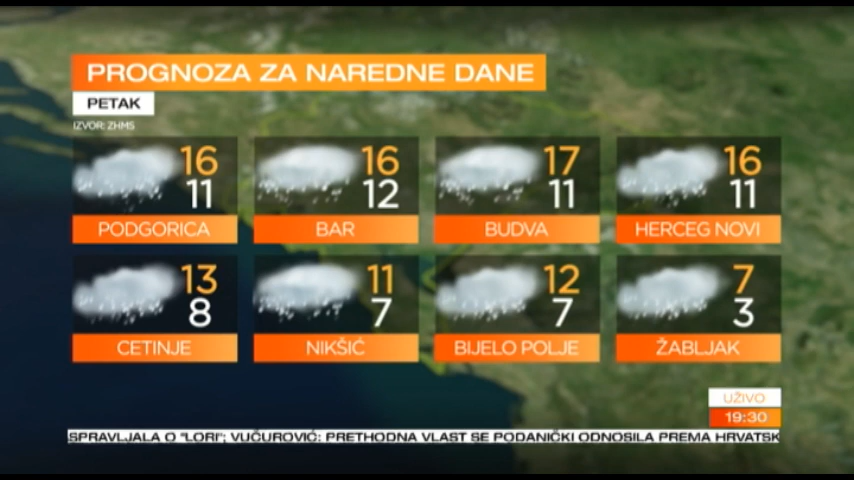 PROGNOZA ZA NAREDNE DANE
PETAK
IZVOR: ZHMS
16
11
PODGORICA
16
12
BAR
17
11
BUDVA
16
11
HERCEG NOVI
13
8
CETINJE
11
7
NIKŠIĆ
12
7
BIJELO POLJE
7
3
ŽABLJAK
UŽIVO
19:30
SPRAVLJALA O "LORI"; VUČUROVIĆ: PRETHODNA VLAST SE PODANIČKI ODNOSILA PREMA HRVATSK